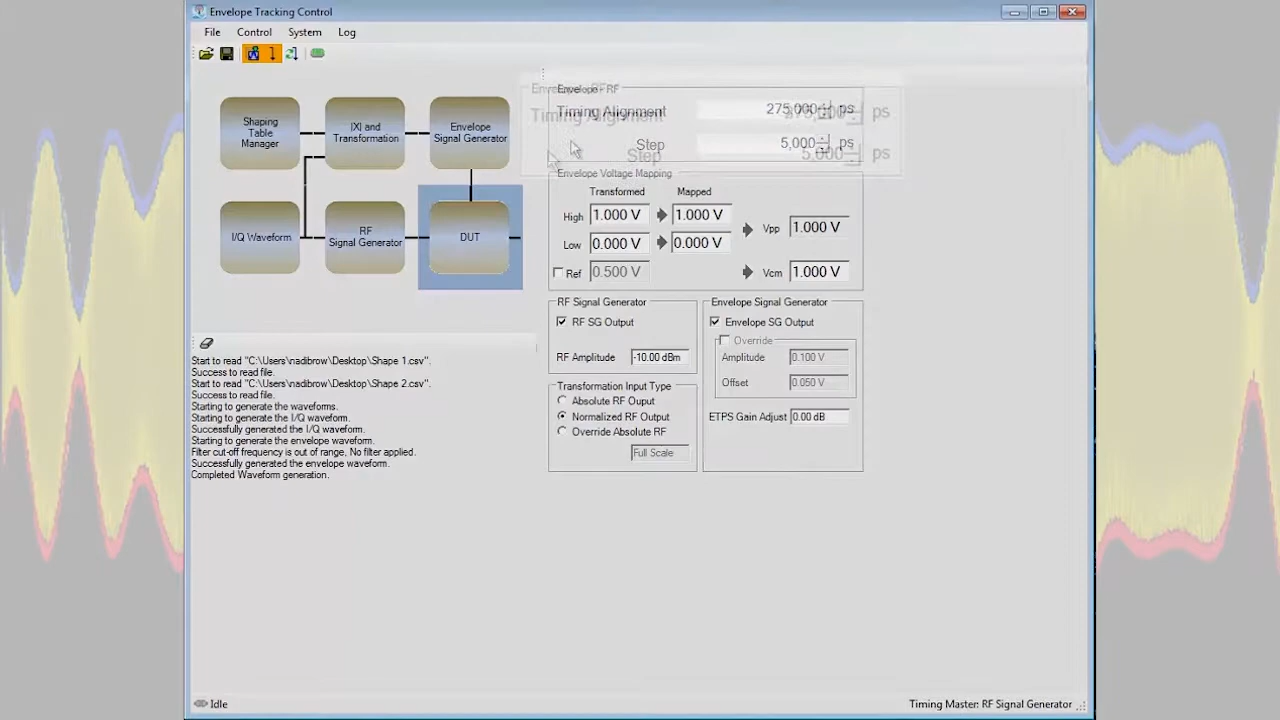 Envelope Tracking Control
File Control System Log
Shaping Table Manager
|X| and Transformation
Envelope Signal Generator
I/Q Waveform
RF Signal Generator
DUT
Envelope - RF
Timing Alignment 275,000 ps
Step 5,000 ps
Envelope Voltage Mapping
Transformed Mapped
High 1.000 V 1.000 V
Vpp 1.000 V
Low 0.000 V 0.000 V
Ref 0.500 V
Vcm 1.000 V
RF Signal Generator
RF SG Output
RF Amplitude -10.00 dBm
Envelope Signal Generator
Envelope SG Output
Override
Amplitude 0.100 V
Offset 0.050 V
ETPS Gain Adjust 0.00 dB
Transformation Input Type
Absolute RF Ouput
Normalized RF Output
Override Absolute RF
Full Scale
Start to read "C:\Users\nadibrow\Desktop\Shape 1.csv".
Success to read file.
Start to read "C:\Users\nadibrow\Desktop\Shape 2.csv".
Success to read file.
Starting to generate the waveforms.
Starting to generate the I/Q waveform.
Successfully generated the I/Q waveform.
Starting to generate the envelope waveform.
Filter cut-off frequency is out of range, No filter applied.
Successfully generated the envelope waveform.
Completed Waveform generation.
Idle
Timing Master: RF Signal Generator